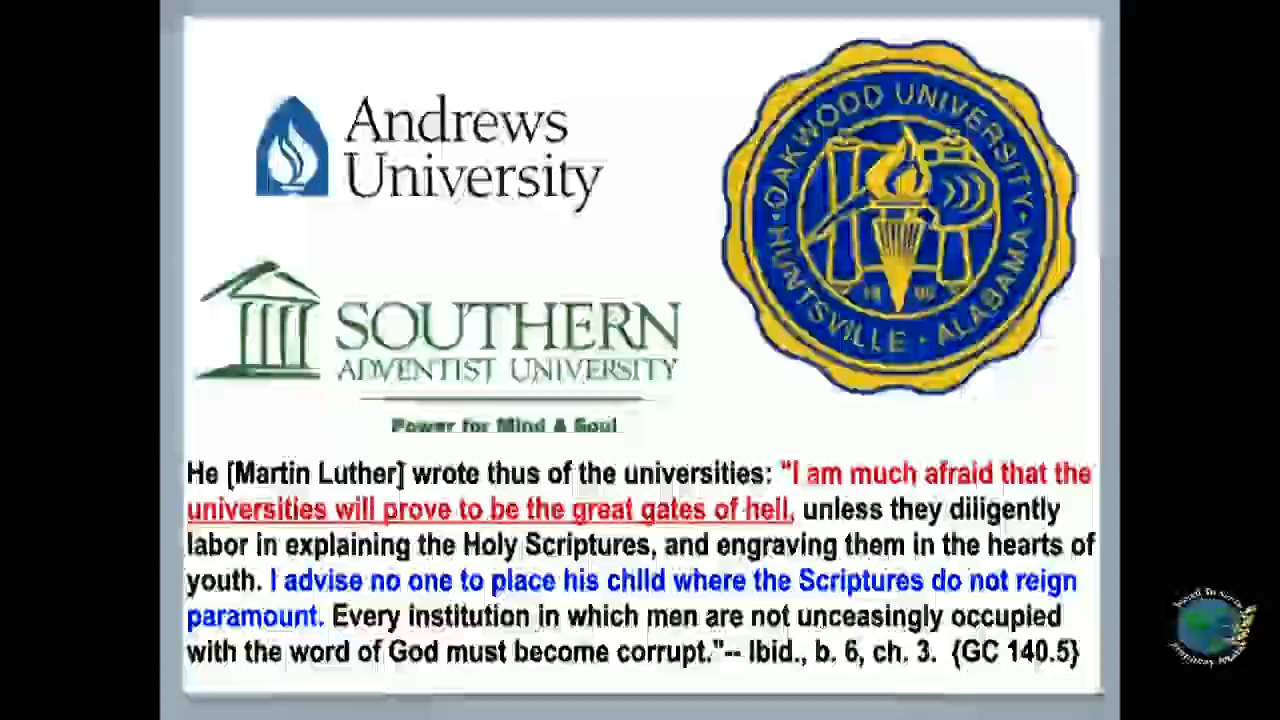 Andrews
University
OAKWOOD UNIVERSITY
HUNTSVILLE · ALABAMA
18
SOUTHERN
ADVENTIST UNIVERSITY
Power for Mind & Soul
He [Martin Luther] wrote thus of the universities: "I am much afraid that the
universities will prove to be the great gates of hell, unless they diligently
labor in explaining the Holy Scriptures, and engraving them in the hearts of
youth. I advise no one to place his child where the Scriptures do not reign
paramount. Every institution in which men are not unceasingly occupied
with the word of God must become corrupt."-- Ibid., b. 6, ch. 3. {GC 140.5}